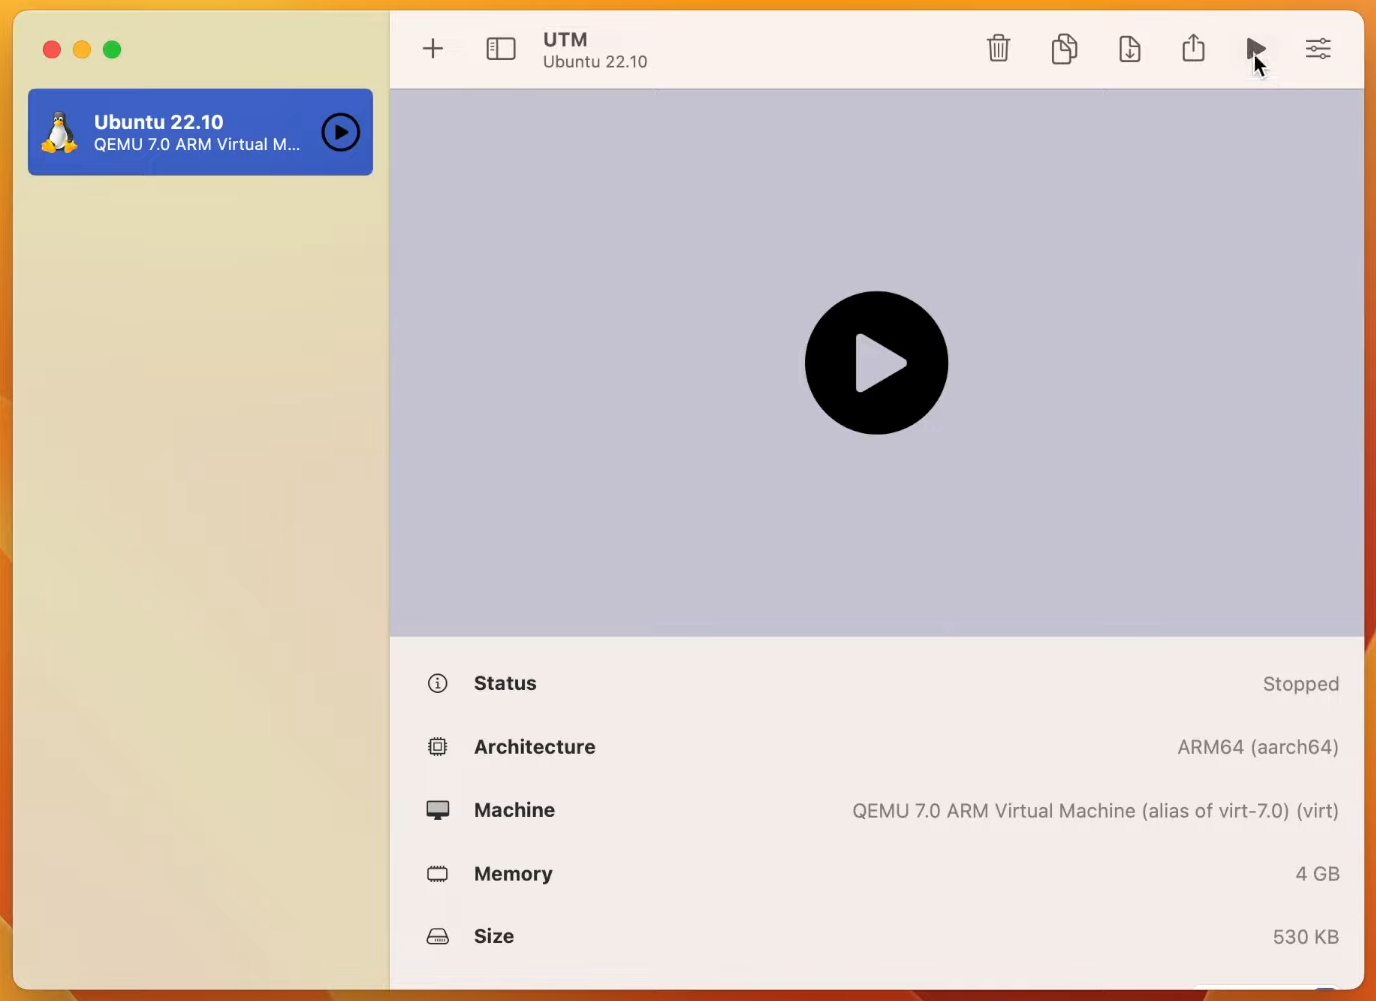 UTM
Ubuntu 22.10
Ubuntu 22.10
QEMU 7.0 ARM Virtual M...
Status Stopped
Architecture ARM64 (aarch64)
Machine QEMU 7.0 ARM Virtual Machine (alias of virt-7.0) (virt)
Memory 4 GB
Size 530 KB